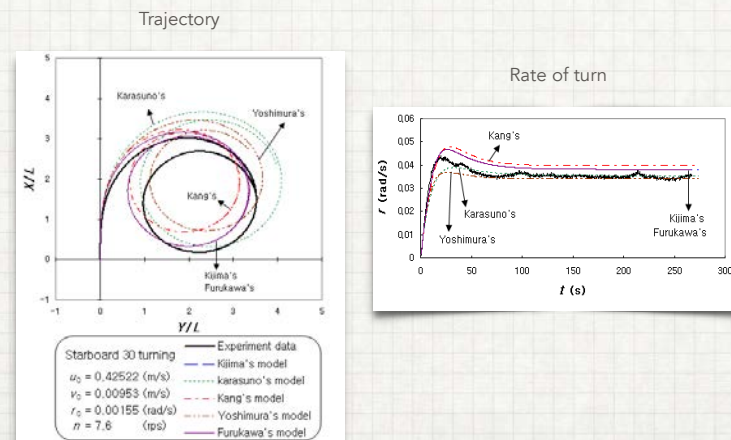 Trajectory
5
4
3
2
1
0
-1
X/L
-1
0
1
2
3
4
5
Y/L
Karasuno's
Yoshimura's
Kang's
Kijima's
Furukawa's
Starboard 30 turning
u₀ = 0,42522 (m/s)
v₀ = 0,00953 (m/s)
r₀ = 0,00155 (rad/s)
n = 7,6 (rps)
Experiment data
Kijima's model
karasuno's model
Kang's model
Yoshimura's model
Furukawa's model
Rate of turn
0,06
0,05
0,04
0,03
0,02
0,01
0
r (rad/s)
0
50
100
150
200
250
300
t (s)
Kang's
Karasuno's
Yoshimura's
Kijima's
Furukawa's